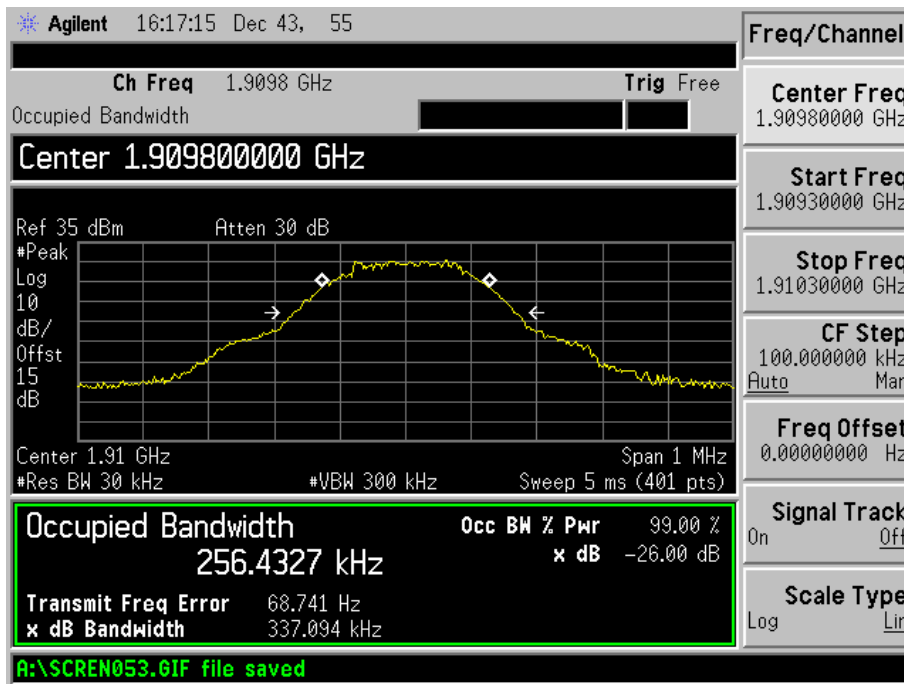 Agilent 16:17:15 Dec 43, 55
Freq/Channel
Ch Freq 1.9098 GHz Trig Free
Occupied Bandwidth
Center 1.909800000 GHz
Center Freq
1.90980000 GHz
Start Freq
1.90930000 GHz
Stop Freq
1.91030000 GHz
CF Step
100.000000 kHz
Auto Man
Freq Offset
0.00000000 Hz
Signal Track
On Off
Scale Type
Log Lin
Ref 35 dBm Atten 30 dB
#Peak
Log
10
dB/
Offst
15
dB
Center 1.91 GHz Span 1 MHz
#Res BW 30 kHz #VBW 300 kHz Sweep 5 ms (401 pts)
Occupied Bandwidth
256.4327 kHz
Occ BW % Pwr 99.00 %
x dB -26.00 dB
Transmit Freq Error 68.741 Hz
x dB Bandwidth 337.094 kHz
A:\SCREN053.GIF file saved